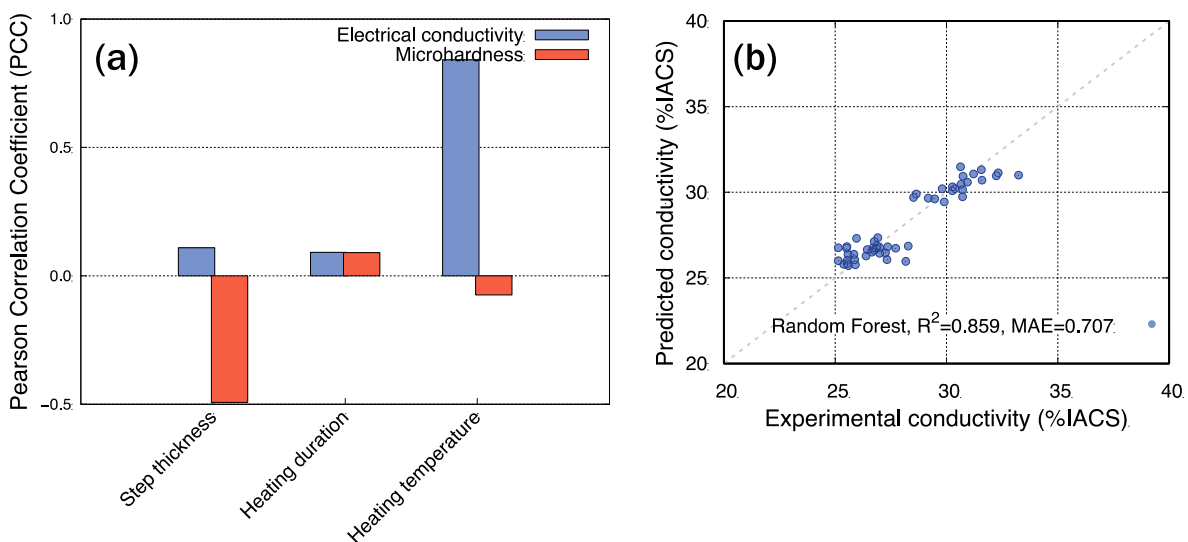 (a)
Pearson Correlation Coefficient (PCC)
1.0
0.5
0.0
−0.5
Electrical conductivity
Microhardness
Step thickness
Heating duration
Heating temperature
(b)
Predicted conductivity (%IACS)
40
35
30
25
20
Random Forest, R²=0.859, MAE=0.707
20
25
30
35
40
Experimental conductivity (%IACS)